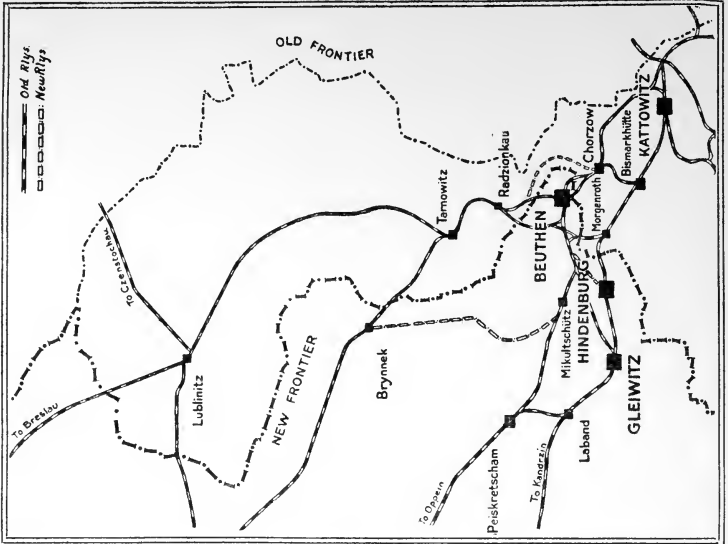 Old Rlys.
New Rlys.
OLD FRONTIER
To Czenstochau
To Breslau
Lublinitz
NEW FRONTIER
Tarnowitz
Radzionkau
Brynnek
BEUTHEN
Chorzow
Bismarkhütte
KATTOWITZ
Morgenroth
HINDENBURG
Mikultschütz
GLEIWITZ
Laband
Peiskretscham
To Oppeln
To Kandrzin